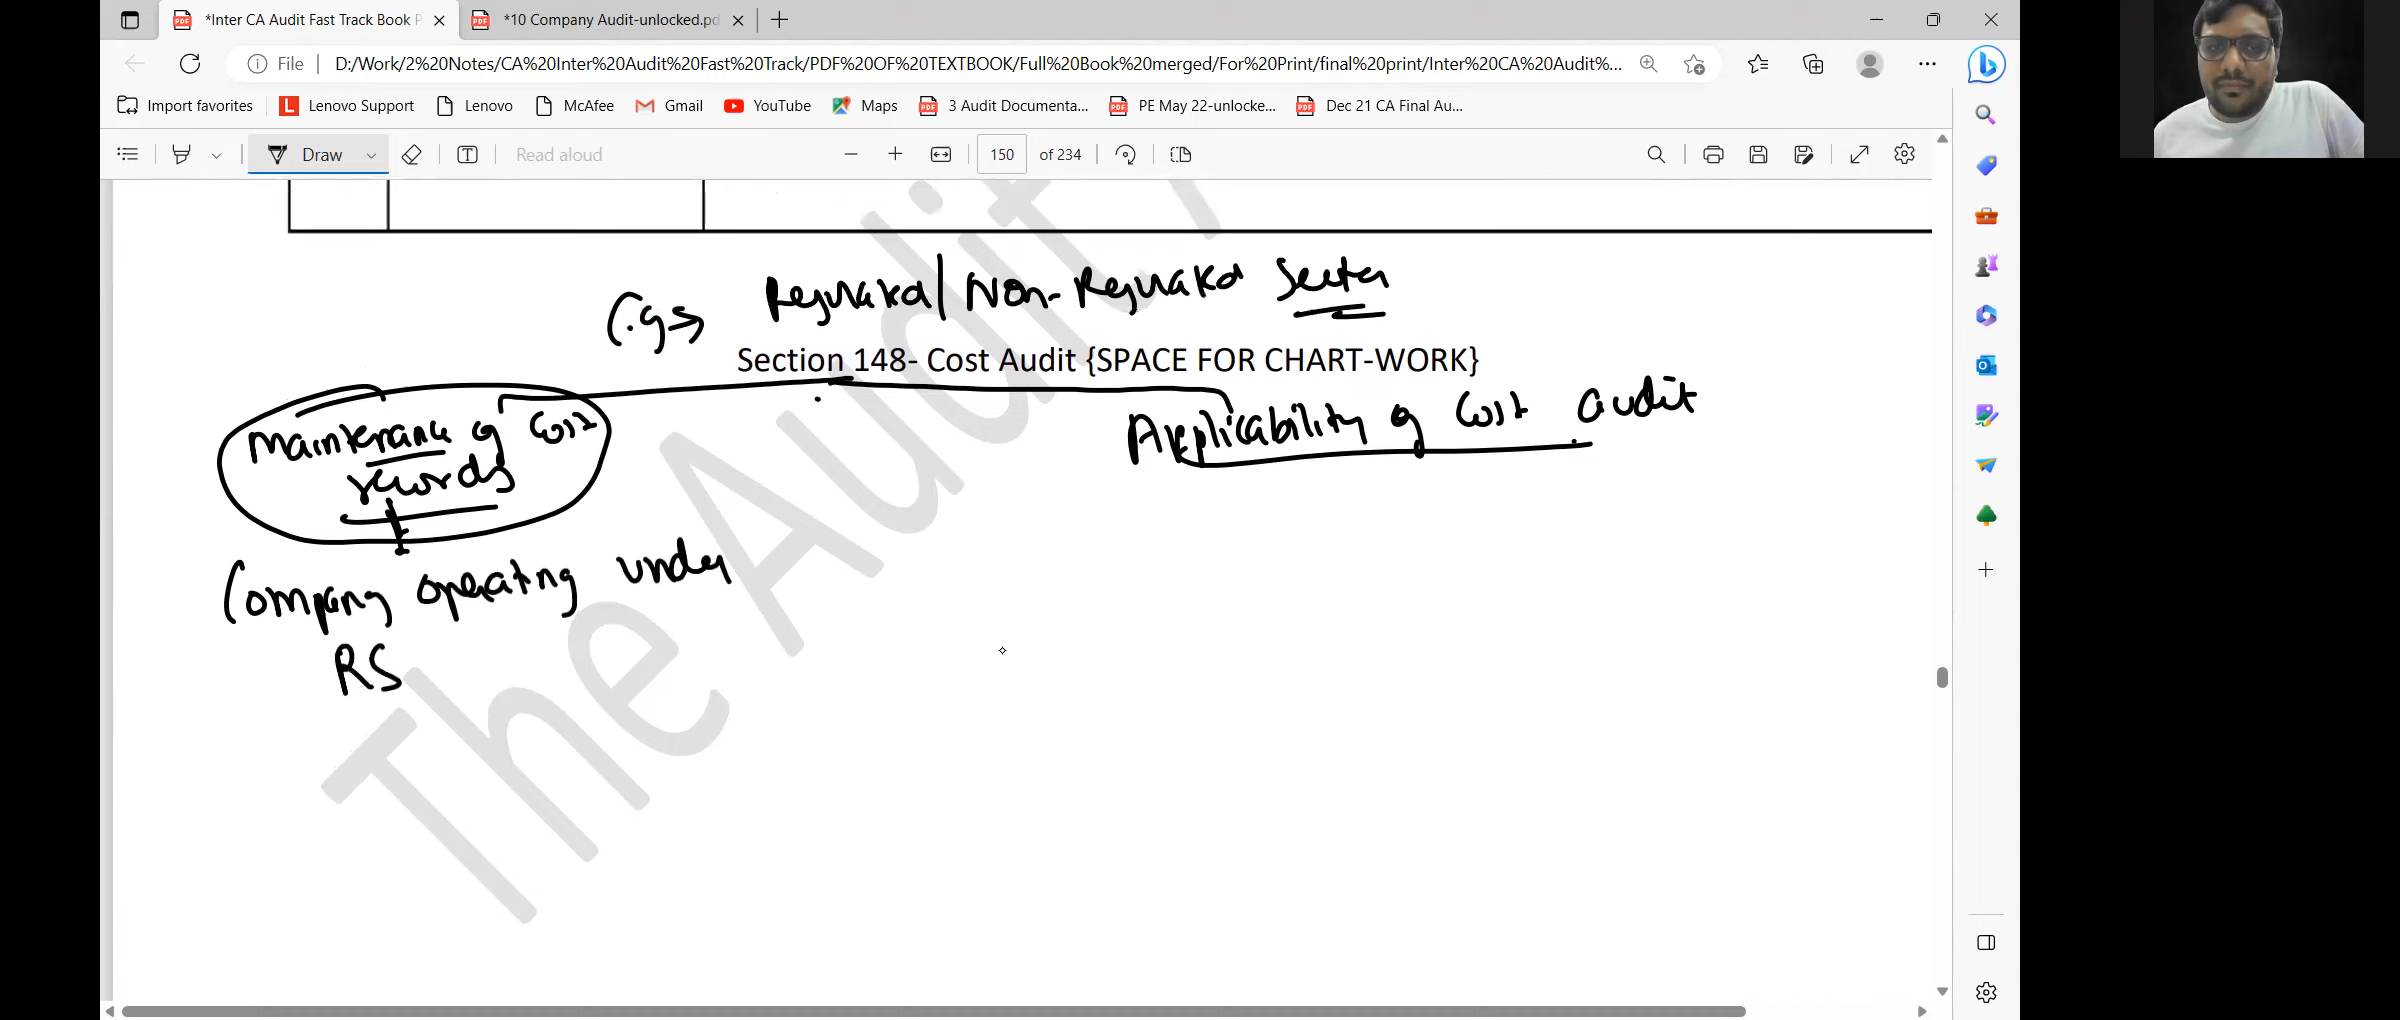 *Inter CA Audit Fast Track Book P
*10 Company Audit-unlocked.pd
File D:/Work/2%20Notes/CA%20Inter%20Audit%20Fast%20Track/PDF%20OF%20TEXTBOOK/Full%20Book%20merged/For%20Print/final%20print/Inter%20CA%20Audit%...
Import favorites Lenovo Support Lenovo McAfee Gmail YouTube Maps 3 Audit Documenta... PE May 22-unlocke... Dec 21 CA Final Au...
Draw Read aloud 150 of 234
E.g → Regulated / Non-Regulated Sector
Section 148- Cost Audit {SPACE FOR CHART-WORK}
Maintenance of Cost
records
Applicability of Cost audit
Company operating under
RS
The Audit